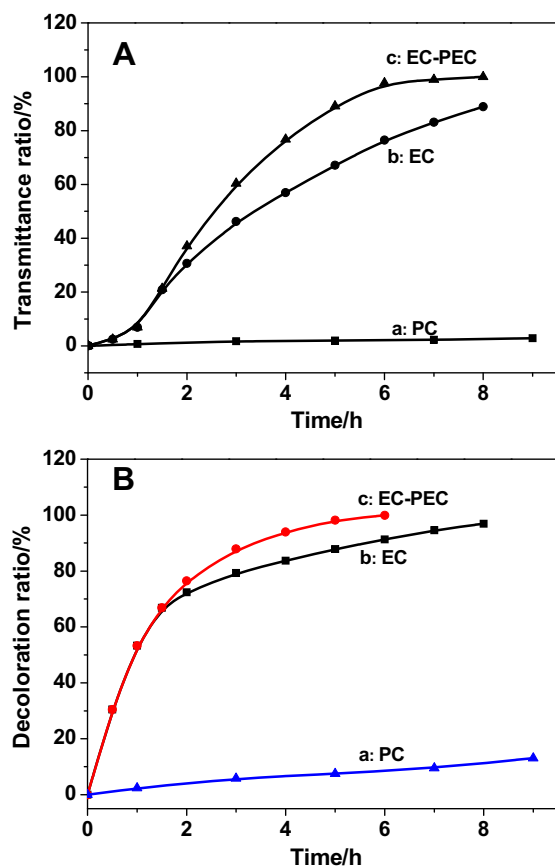 A
c: EC-PEC
b: EC
a: PC
Transmittance ratio/%
120
100
80
60
40
20
0
0 2 4 6 8
Time/h
B
c: EC-PEC
b: EC
a: PC
Decoloration ratio/%
120
100
80
60
40
20
0
0 2 4 6 8
Time/h